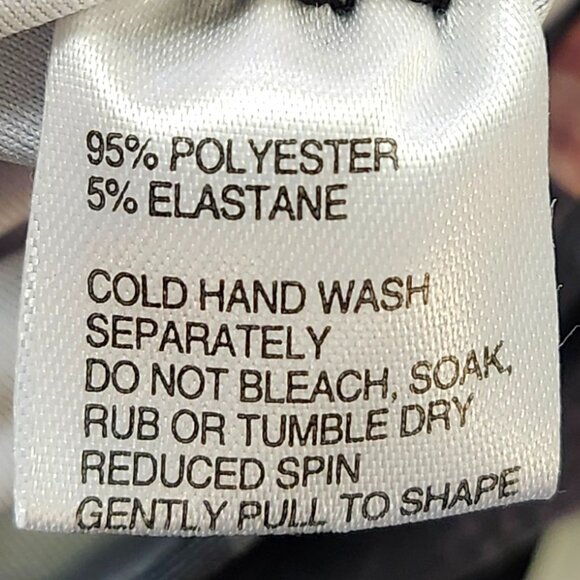 95% POLYESTER
5% ELASTANE
COLD HAND WASH
SEPARATELY
DO NOT BLEACH, SOAK,
RUB OR TUMBLE DRY
REDUCED SPIN
GENTLY PULL TO SHAPE